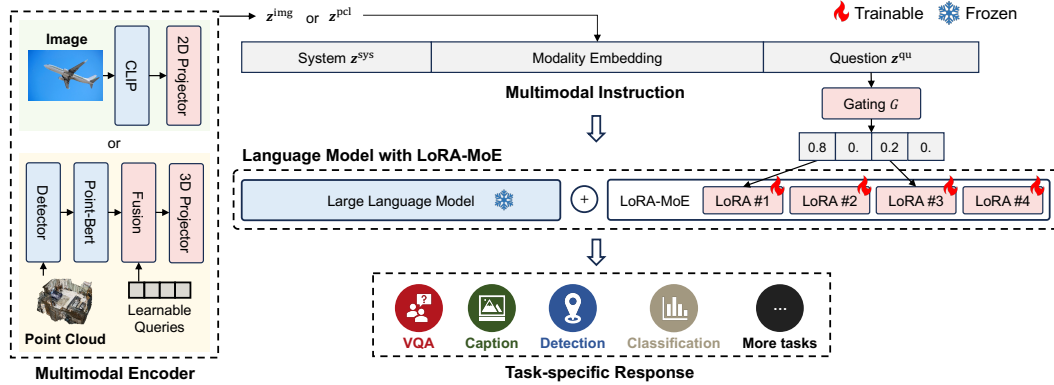 Image
CLIP
2D Projector
or
Detector
Point-Bert
Fusion
3D Projector
Point Cloud
Learnable
Queries
Multimodal Encoder
z^img or z^pcl
Trainable
Frozen
System z^sys
Modality Embedding
Question z^qu
Multimodal Instruction
Gating G
0.8
0.
0.2
0.
Language Model with LoRA-MoE
Large Language Model
+
LoRA-MoE
LoRA #1
LoRA #2
LoRA #3
LoRA #4
?
...
VQA
Caption
Detection
Classification
More tasks
Task-specific Response